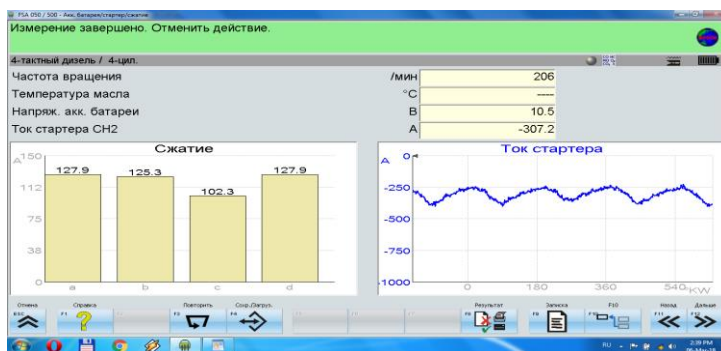 FSA 050 / 500 - Акк. батарея/стартер/сжатие
Измерение завершено. Отменить действие.
4-тактный дизель / 4-цил.
Частота вращения /мин 206
Температура масла °C ----
Напряж. акк. батареи В 10.5
Ток стартера CH2 А -307.2
Сжатие
А 150
112
75
38
0
127.9 125.3 102.3 127.9
a b c d
Ток стартера
А 0
-250
-500
-750
-1000
0 180 360 540 °KW
Отмена Справка Повторить Сохр./Загруз. Результат Записка F10 Назад Дальше
ESC F1 F3 F4 F8 F9 F10 F11 F12
RU 2:39 PM